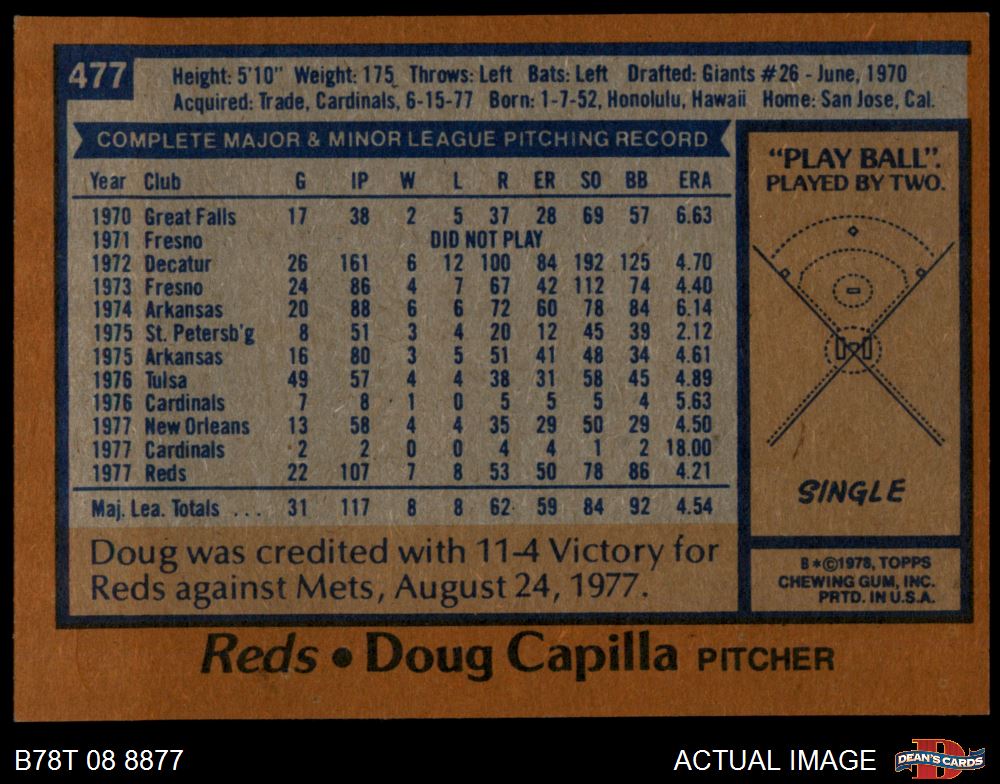 477
Height: 5'10" Weight: 175 Throws: Left Bats: Left Drafted: Giants #26 - June, 1970
Acquired: Trade, Cardinals, 6-15-77 Born: 1-7-52, Honolulu, Hawaii Home: San Jose, Cal.
COMPLETE MAJOR & MINOR LEAGUE PITCHING RECORD
Year Club G IP W L R ER SO BB ERA
1970 Great Falls 17 38 2 5 37 28 69 57 6.63
1971 Fresno DID NOT PLAY
1972 Decatur 26 161 6 12 100 84 192 125 4.70
1973 Fresno 24 86 4 7 67 42 112 74 4.40
1974 Arkansas 20 88 6 6 72 60 78 84 6.14
1975 St. Petersb'g 8 51 3 4 20 12 45 39 2.12
1975 Arkansas 16 80 3 5 51 41 48 34 4.61
1976 Tulsa 49 57 4 4 38 31 58 45 4.89
1976 Cardinals 7 8 1 0 5 5 5 4 5.63
1977 New Orleans 13 58 4 4 35 29 50 29 4.50
1977 Cardinals 2 2 0 0 4 4 1 2 18.00
1977 Reds 22 107 7 8 53 50 78 86 4.21
Maj. Lea. Totals ... 31 117 8 8 62 59 84 92 4.54
Doug was credited with 11-4 Victory for
Reds against Mets, August 24, 1977.
"PLAY BALL".
PLAYED BY TWO.
SINGLE
B*©1978, TOPPS
CHEWING GUM, INC.
PRTD. IN U.S.A.
Reds • Doug Capilla PITCHER
B78T 08 8877
ACTUAL IMAGE
D
DEAN'S CARDS